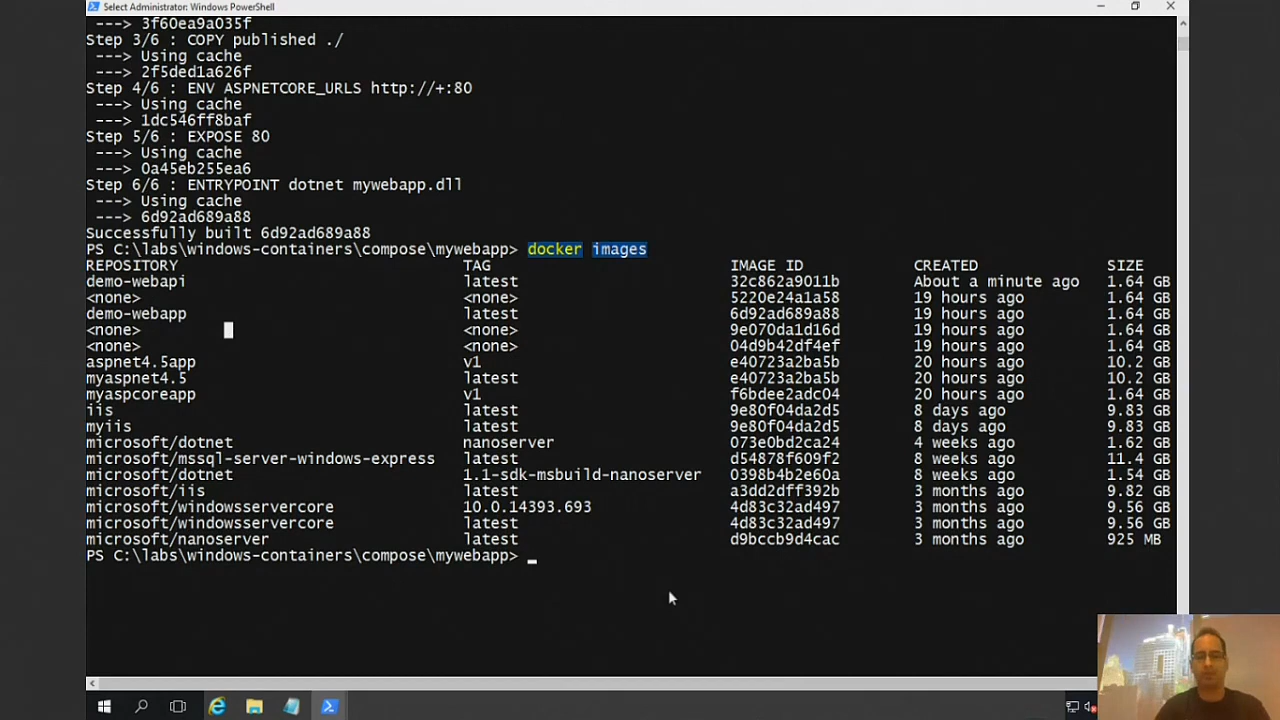 Select Administrator: Windows PowerShell
---> 3f60ea9a035f
Step 3/6 : COPY published ./
---> Using cache
---> 2f5ded1a626f
Step 4/6 : ENV ASPNETCORE_URLS http://+:80
---> Using cache
---> 1dc546ff8baf
Step 5/6 : EXPOSE 80
---> Using cache
---> 0a45eb255ea6
Step 6/6 : ENTRYPOINT dotnet mywebapp.dll
---> Using cache
---> 6d92ad689a88
Successfully built 6d92ad689a88
PS C:\labs\windows-containers\compose\mywebapp> docker images
REPOSITORY TAG IMAGE ID CREATED SIZE
demo-webapi latest 32c862a9011b About a minute ago 1.64 GB
<none> <none> 5220e24a1a58 19 hours ago 1.64 GB
demo-webapp latest 6d92ad689a88 19 hours ago 1.64 GB
<none> <none> 9e070da1d16d 19 hours ago 1.64 GB
<none> <none> 04d9b42df4ef 19 hours ago 1.64 GB
aspnet4.5app v1 e40723a2ba5b 20 hours ago 10.2 GB
myaspnet4.5 latest e40723a2ba5b 20 hours ago 10.2 GB
myaspcoreapp v1 f6bdee2adc04 20 hours ago 1.64 GB
iis latest 9e80f04da2d5 8 days ago 9.83 GB
myiis latest 9e80f04da2d5 8 days ago 9.83 GB
microsoft/dotnet nanoserver 073e0bd2ca24 4 weeks ago 1.62 GB
microsoft/mssql-server-windows-express latest d54878f609f2 8 weeks ago 11.4 GB
microsoft/dotnet 1.1-sdk-msbuild-nanoserver 0398b4b2e60a 8 weeks ago 1.54 GB
microsoft/iis latest a3dd2dff392b 3 months ago 9.82 GB
microsoft/windowsservercore 10.0.14393.693 4d83c32ad497 3 months ago 9.56 GB
microsoft/windowsservercore latest 4d83c32ad497 3 months ago 9.56 GB
microsoft/nanoserver latest d9bccb9d4cac 3 months ago 925 MB
PS C:\labs\windows-containers\compose\mywebapp>